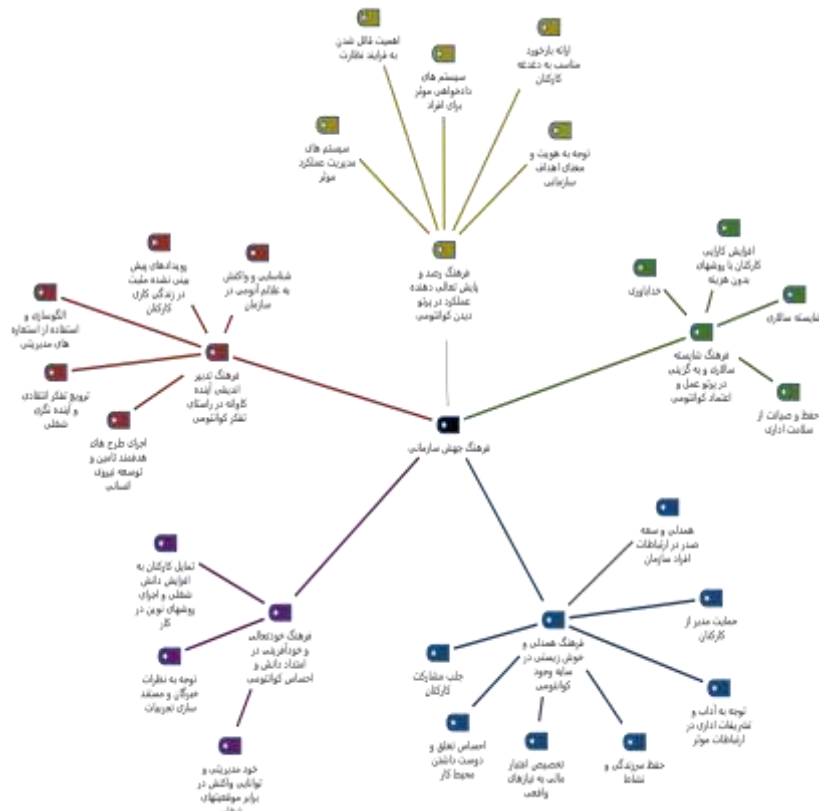 اهمیت قائل شدن
به فرایند نظارت
ارائه بازخورد
مناسب به دغدغه
کارکنان
سیستم های
دادخواهی موثر
برای افراد
سیستم های
مدیریت عملکرد
موثر
توجه به هویت و
معنای اهداف
سازمانی
فرهنگ رصد و
پایش تعالی دهنده
عملکرد در پرتو
دیدن کوانتومی
رویدادهای پیش
بینی نشده مثبت
در زندگی کاری
کارکنان
شناسایی و واکنش
به علائم آنومی در
سازمان
الگوسازی و
استفاده از استعاره
های مدیریتی
ترویج تفکر انتقادی
و آینده نگری
شغلی
اجرای طرح های
هدفمند تامین و
توسعه نیروی
انسانی
فرهنگ تدبیر
اندیشی آینده
کاوانه در راستای
تفکر کوانتومی
افزایش کارایی
کارکنان با روشهای
بدون هزینه
خداباوری
شایسته سالاری
فرهنگ شایسته
سالاری و به گزینی
در پرتو عمل و
اعتماد کوانتومی
حفظ و صیانت از
سلامت اداری
فرهنگ جهش سازمانی
تمایل کارکنان به
افزایش دانش
شغلی و اجرای
روشهای نوین در
کار
توجه به نظرات
خبرگان و مستند
سازی تجربیات
فرهنگ خودتعالی
و خودآفرینی در
امتداد دانش و
احساس کوانتومی
خود مدیریتی و
توانایی واکنش در
برابر موقعیتهای
همدلی و سعه
صدر در ارتباطات
افراد سازمان
حمایت مدیر از
کارکنان
فرهنگ همدلی و
خوش زیستی در
سایه وجود
کوانتومی
جلب مشارکت
کارکنان
توجه به آداب و
تشریفات اداری در
ارتباطات موثر
احساس تعلق و
دوست داشتن
محیط کار
تخصیص اعتبار
مالی به نیازهای
واقعی
حفظ سرزندگی و
نشاط